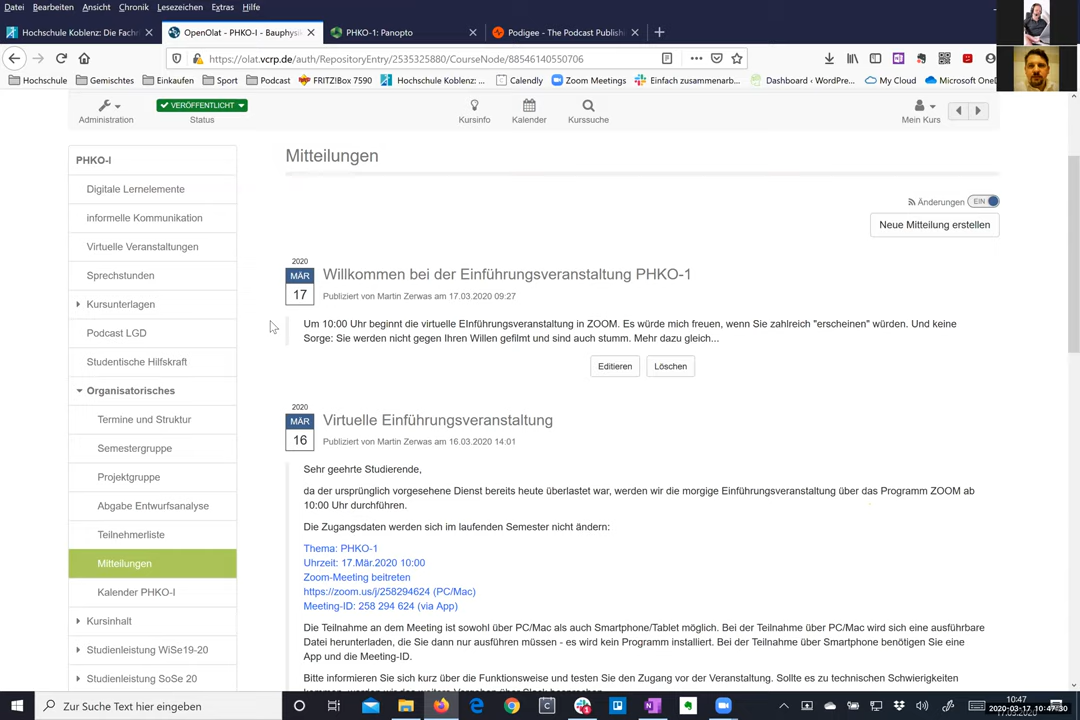 Datei Bearbeiten Ansicht Chronik Lesezeichen Extras Hilfe
Hochschule Koblenz: Die Fach
OpenOlat - PHKO-I - Bauphysi
PHKO-1: Panopto
Podigee - The Podcast Publish
https://olat.vcrp.de/auth/RepositoryEntry/2535325880/CourseNode/88546140550706
Hochschule Gemischtes Einkaufen Sport Podcast FRITZ!Box 7590 Hochschule Koblenz:... Calendly Zoom Meetings Einfach zusammenarb... Dashboard ‹ WordPre... My Cloud Microsoft OneD
Administration
VERÖFFENTLICHT
Status
Kursinfo
Kalender
Kurssuche
Mein Kurs
PHKO-I
Digitale Lernelemente
informelle Kommunikation
Virtuelle Veranstaltungen
Sprechstunden
Kursunterlagen
Podcast LGD
Studentische Hilfskraft
Organisatorisches
Termine und Struktur
Semestergruppe
Projektgruppe
Abgabe Entwurfsanalyse
Teilnehmerliste
Mitteilungen
Kalender PHKO-I
Kursinhalt
Studienleistung WiSe19-20
Studienleistung SoSe 20
Mitteilungen
Änderungen EIN
Neue Mitteilung erstellen
2020
MÄR
17
Willkommen bei der Einführungsveranstaltung PHKO-1
Publiziert von Martin Zerwas am 17.03.2020 09:27
Um 10:00 Uhr beginnt die virtuelle EInführungsveranstaltung in ZOOM. Es würde mich freuen, wenn Sie zahlreich "erscheinen" würden. Und keine
Sorge: Sie werden nicht gegen Ihren Willen gefilmt und sind auch stumm. Mehr dazu gleich...
Editieren
Löschen
2020
MÄR
16
Virtuelle Einführungsveranstaltung
Publiziert von Martin Zerwas am 16.03.2020 14:01
Sehr geehrte Studierende,
da der ursprünglich vorgesehene Dienst bereits heute überlastet war, werden wir die morgige Einführungsveranstaltung über das Programm ZOOM ab
10:00 Uhr durchführen.
Die Zugangsdaten werden sich im laufenden Semester nicht ändern:
Thema: PHKO-1
Uhrzeit: 17.Mär.2020 10:00
Zoom-Meeting beitreten
https://zoom.us/j/258294624 (PC/Mac)
Meeting-ID: 258 294 624 (via App)
Die Teilnahme an dem Meeting ist sowohl über PC/Mac als auch Smartphone/Tablet möglich. Bei der Teilnahme über PC/Mac wird sich eine ausführbare
Datei herunterladen, die Sie dann nur ausführen müssen - es wird kein Programm installiert. Bei der Teilnahme über Smartphone benötigen Sie eine
App und die Meeting-ID.
Bitte informieren Sie sich kurz über die Funktionsweise und testen Sie den Zugang vor der Veranstaltung. Sollte es zu technischen Schwierigkeiten
Zur Suche Text hier eingeben
10:47
2020-03-17, 10:47:30